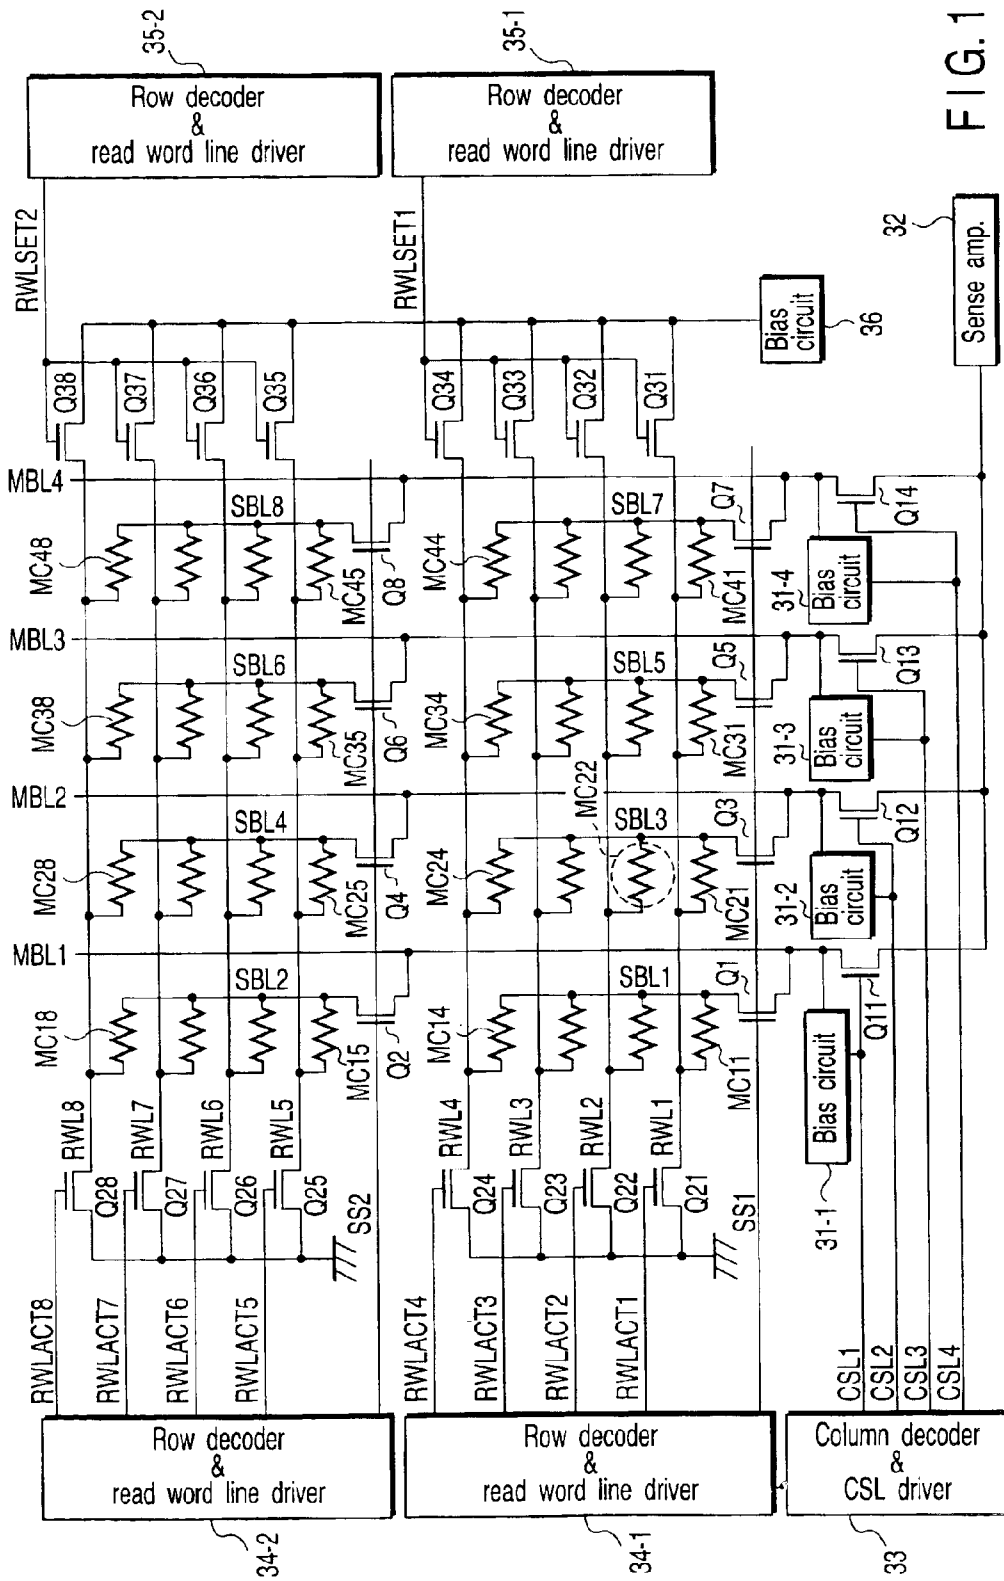 RWLACT8
RWLACT7
RWLACT6
RWLACT5
RWLACT4
RWLACT3
RWLACT2
RWLACT1
Row decoder
&
read word line driver
34-2
Row decoder
&
read word line driver
34-1
Column decoder
&
CSL driver
33
CSL1
CSL2
CSL3
CSL4
Q28
Q27
Q26
Q25
SS2
Q24
Q23
Q22
Q21
SS1
RWL8
RWL7
RWL6
RWL5
RWL4
RWL3
RWL2
RWL1
31-1
Bias circuit
Q11
MC18
SBL2
MC15
Q2
MC14
SBL1
MC11
Q1
MBL1
MC28
SBL4
MC25
Q4
MC24
SBL3
MC22
MC21
Q3
31-2
Bias
circuit
Q12
MBL2
MC38
SBL6
MC35
Q6
MC34
SBL5
MC31
Q5
31-3
Bias
circuit
Q13
MBL3
MC48
SBL8
MC45
Q8
MC44
SBL7
MC41
Q7
31-4
Bias
circuit
Q14
MBL4
Q38
Q37
Q36
Q35
Q34
Q33
Q32
Q31
Bias
circuit
36
Sense amp.
32
RWLSET2
RWLSET1
Row decoder
&
read word line driver
35-2
Row decoder
&
read word line driver
35-1
FIG. 1